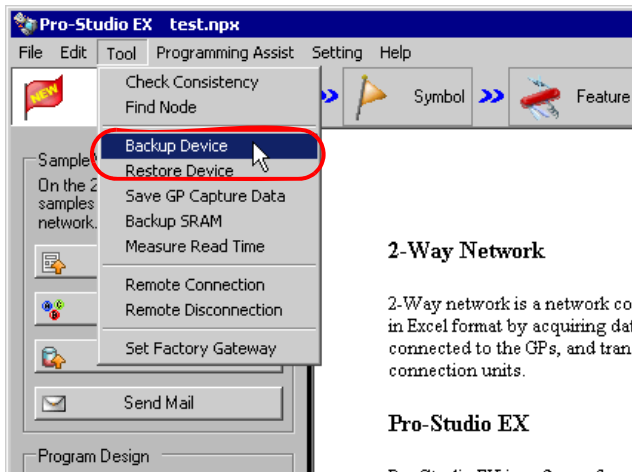 Pro-Studio EX test.npx
File Edit Tool Programming Assist Setting Help
NEW
Symbol
Feature
Check Consistency
Find Node
Backup Device
Restore Device
Save GP Capture Data
Backup SRAM
Measure Read Time
Remote Connection
Remote Disconnection
Set Factory Gateway
Sample
On the 2
samples
network.
Send Mail
Program Design
2-Way Network
2-Way network is a network co
in Excel format by acquiring dat
connected to the GPs, and tran
connection units.
Pro-Studio EX